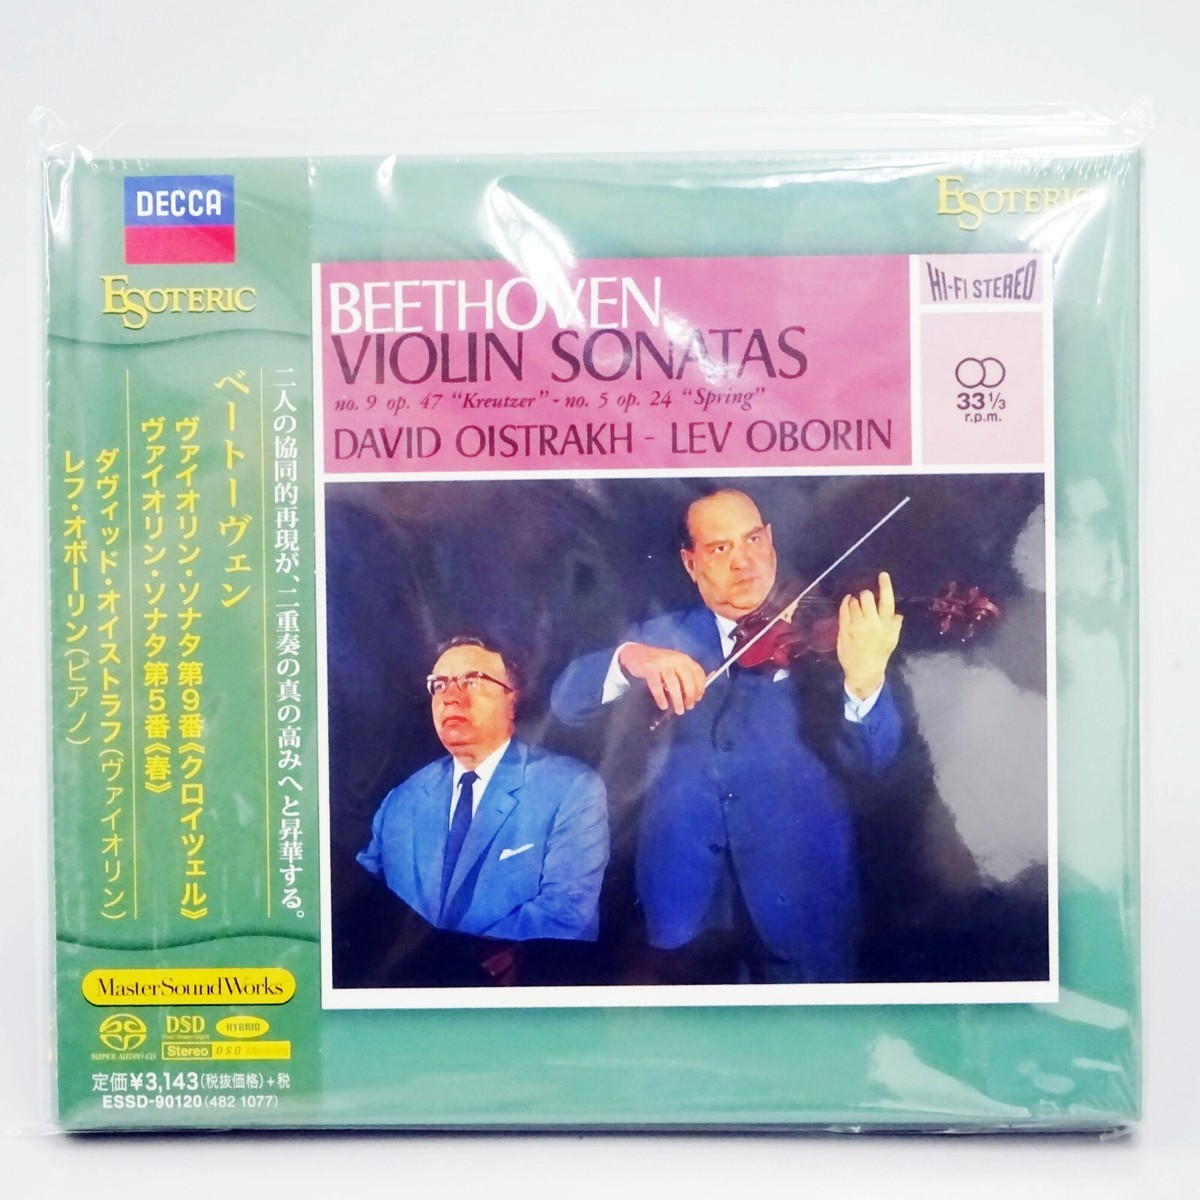 DECCA
ESOTERIC
二人の協同的再現が、二重奏の真の高みへと昇華する。
ベートーヴェン
ヴァイオリン・ソナタ第9番《クロイツェル》
ヴァイオリン・ソナタ第5番《春》
ダヴィッド・オイストラフ(ヴァイオリン)
レフ・オボーリン(ピアノ)
MasterSoundWorks
SUPER AUDIO CD
DSD
HYBRID
Stereo DSD
定価¥3,143(税抜価格)+税
ESSD-90120(482 1077)
ESOTERIC
BEETHOVEN
VIOLIN SONATAS
no. 9 op. 47 "Kreutzer" - no. 5 op. 24 "Spring"
DAVID OISTRAKH - LEV OBORIN
HI-FI STEREO
33 1/3
r.p.m.